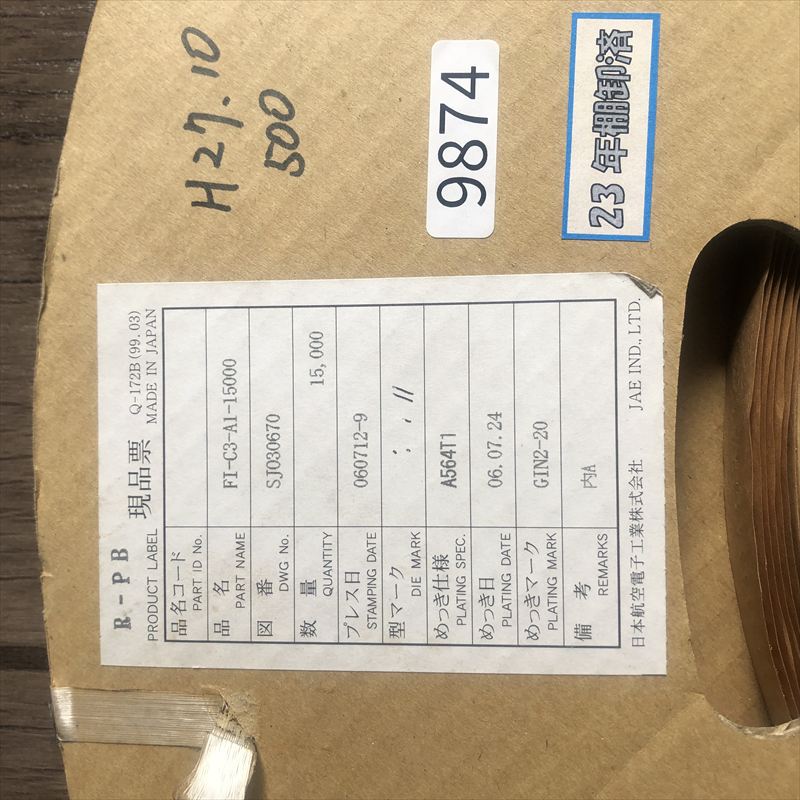 H27.10
500
9874
23年棚卸済
R-PB
現品票 Q-172B(99.03)
PRODUCT LABEL MADE IN JAPAN
品名コード
PART ID No.
品名 FI-C3-A1-15000
PART NAME
図番 SJ030670
DWG No.
数量 15,000
QUANTITY
プレス日 060712-9
STAMPING DATE
型マーク
DIE MARK
めっき仕様 A564T1
PLATING SPEC.
めっき日 06.07.24
PLATING DATE
めっきマーク GIN2-20
PLATING MARK
備考 内A
REMARKS
日本航空電子工業株式会社 JAE IND., LTD.